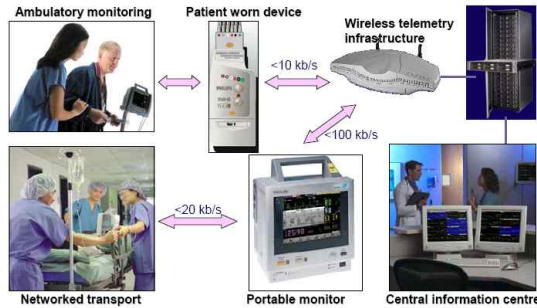 Ambulatory monitoring
Patient worn device
Wireless telemetry
infrastructure
<10 kb/s
<100 kb/s
<20 kb/s
PHILIPS
Networked transport
Portable monitor
Central information centre